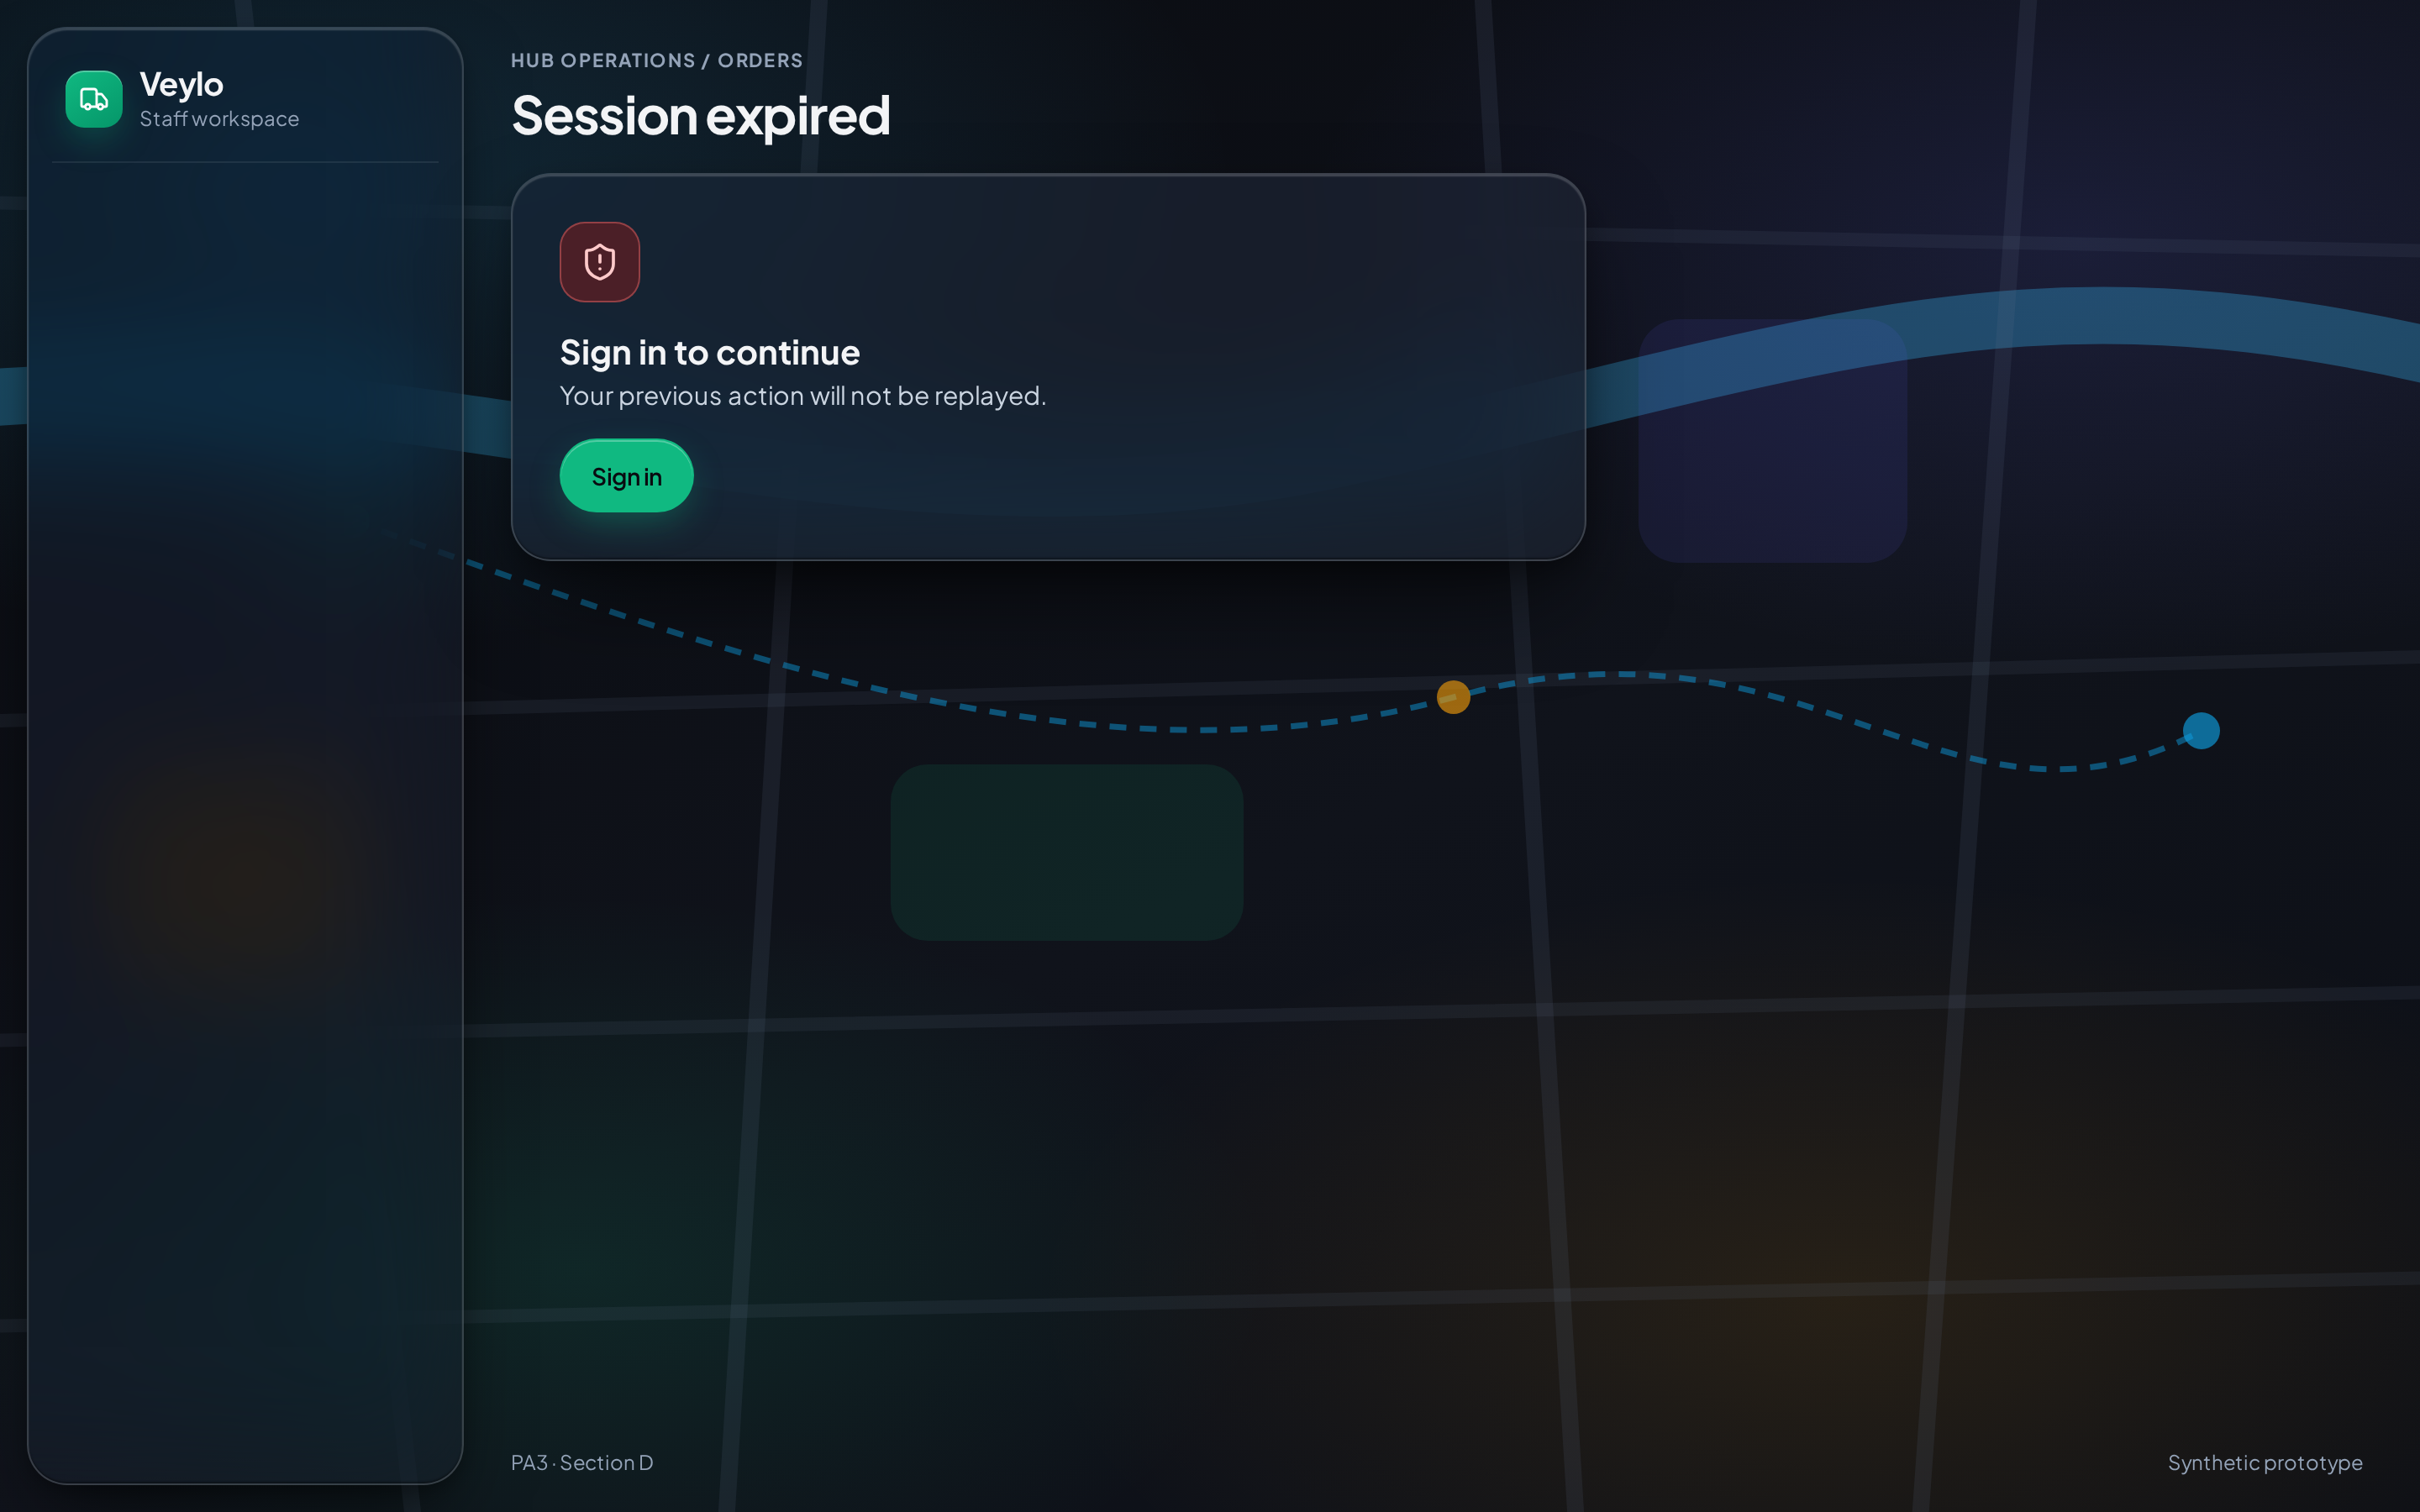 Veylo
Staff workspace
HUB OPERATIONS / ORDERS
Session expired
Sign in to continue
Your previous action will not be replayed.
Sign in
PA3 · Section D
Synthetic prototype